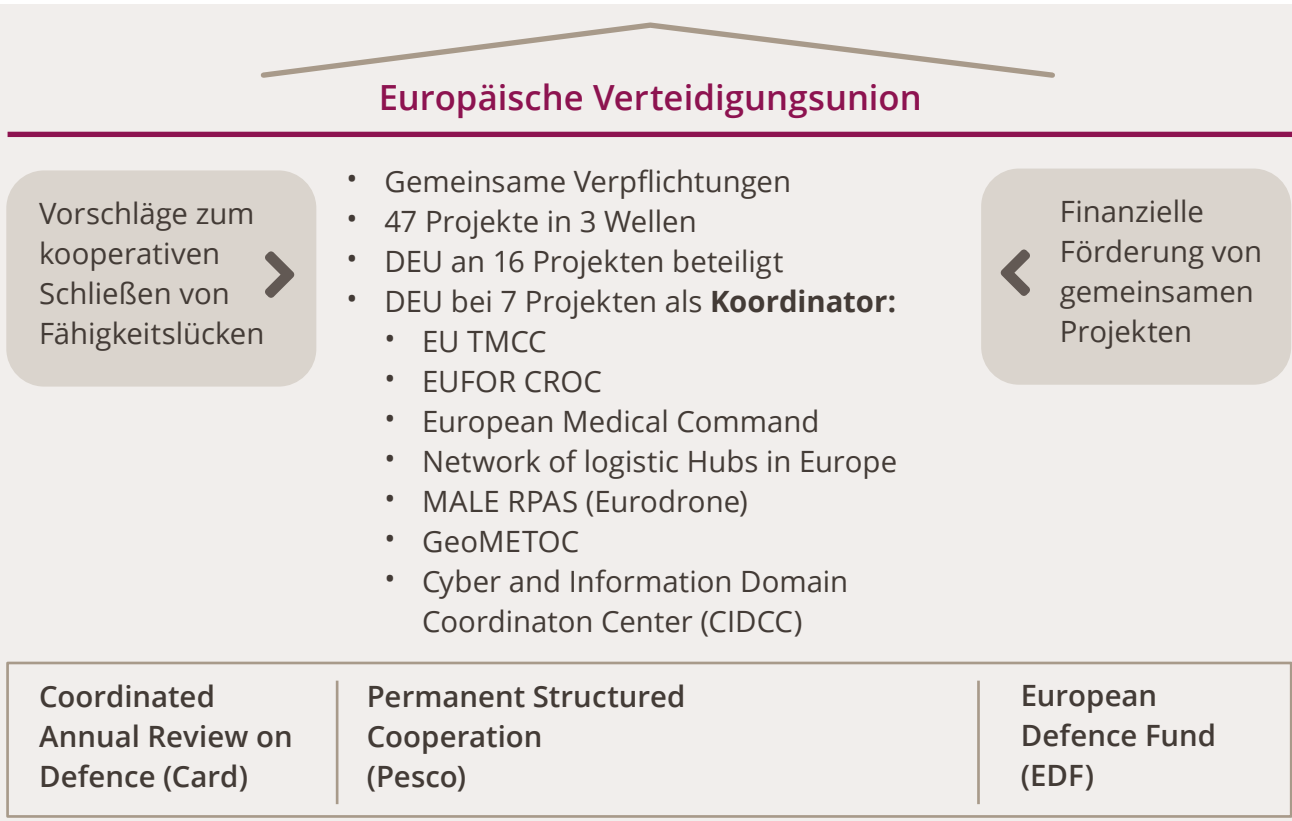 Europäische Verteidigungsunion
Vorschläge zum
kooperativen
Schließen von
Fähigkeitslücken
• Gemeinsame Verpflichtungen
• 47 Projekte in 3 Wellen
• DEU an 16 Projekten beteiligt
• DEU bei 7 Projekten als Koordinator:
• EU TMCC
• EUFOR CROC
• European Medical Command
• Network of logistic Hubs in Europe
• MALE RPAS (Eurodrone)
• GeoMETOC
• Cyber and Information Domain
Coordinaton Center (CIDCC)
Finanzielle
Förderung von
gemeinsamen
Projekten
Coordinated
Annual Review on
Defence (Card)
Permanent Structured
Cooperation
(Pesco)
European
Defence Fund
(EDF)